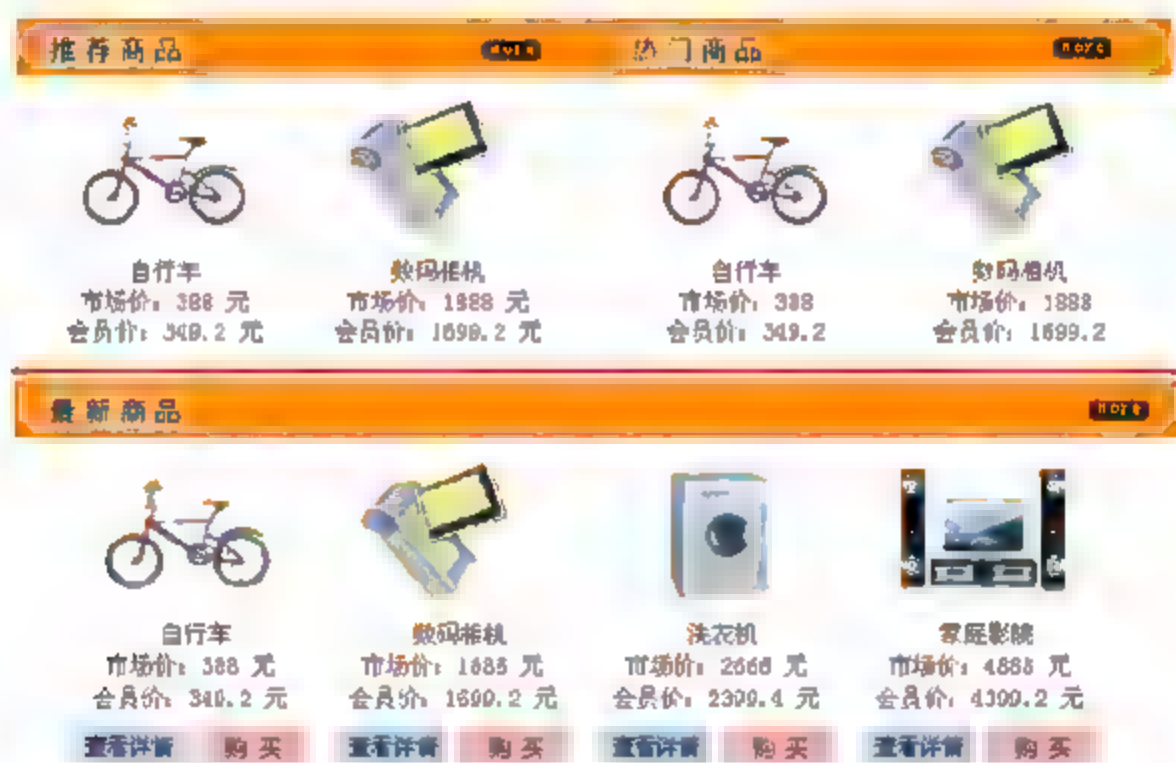 推荐商品 more 热门商品 more
自行车 数码相机 自行车 数码相机
市场价：388 元 市场价：1888 元 市场价：388 市场价：1888
会员价：349.2 元 会员价：1699.2 元 会员价：349.2 会员价：1699.2
最新商品 more
自行车 数码相机 洗衣机 家庭影院
市场价：388 元 市场价：1888 元 市场价：2666 元 市场价：4888 元
会员价：349.2 元 会员价：1699.2 元 会员价：2399.4 元 会员价：4399.2 元
查看详情 购 买 查看详情 购 买 查看详情 购 买 查看详情 购 买